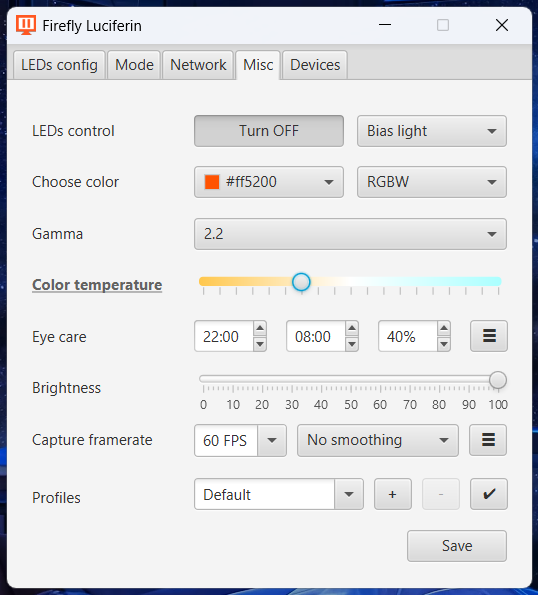 Firefly Luciferin
LEDs config Mode Network Misc Devices
LEDs control Turn OFF Bias light
Choose color #ff5200 RGBW
Gamma 2.2
Color temperature
Eye care 22:00 08:00 40%
Brightness
0 10 20 30 40 50 60 70 80 90 100
Capture framerate 60 FPS No smoothing
Profiles Default + - ✔
Save